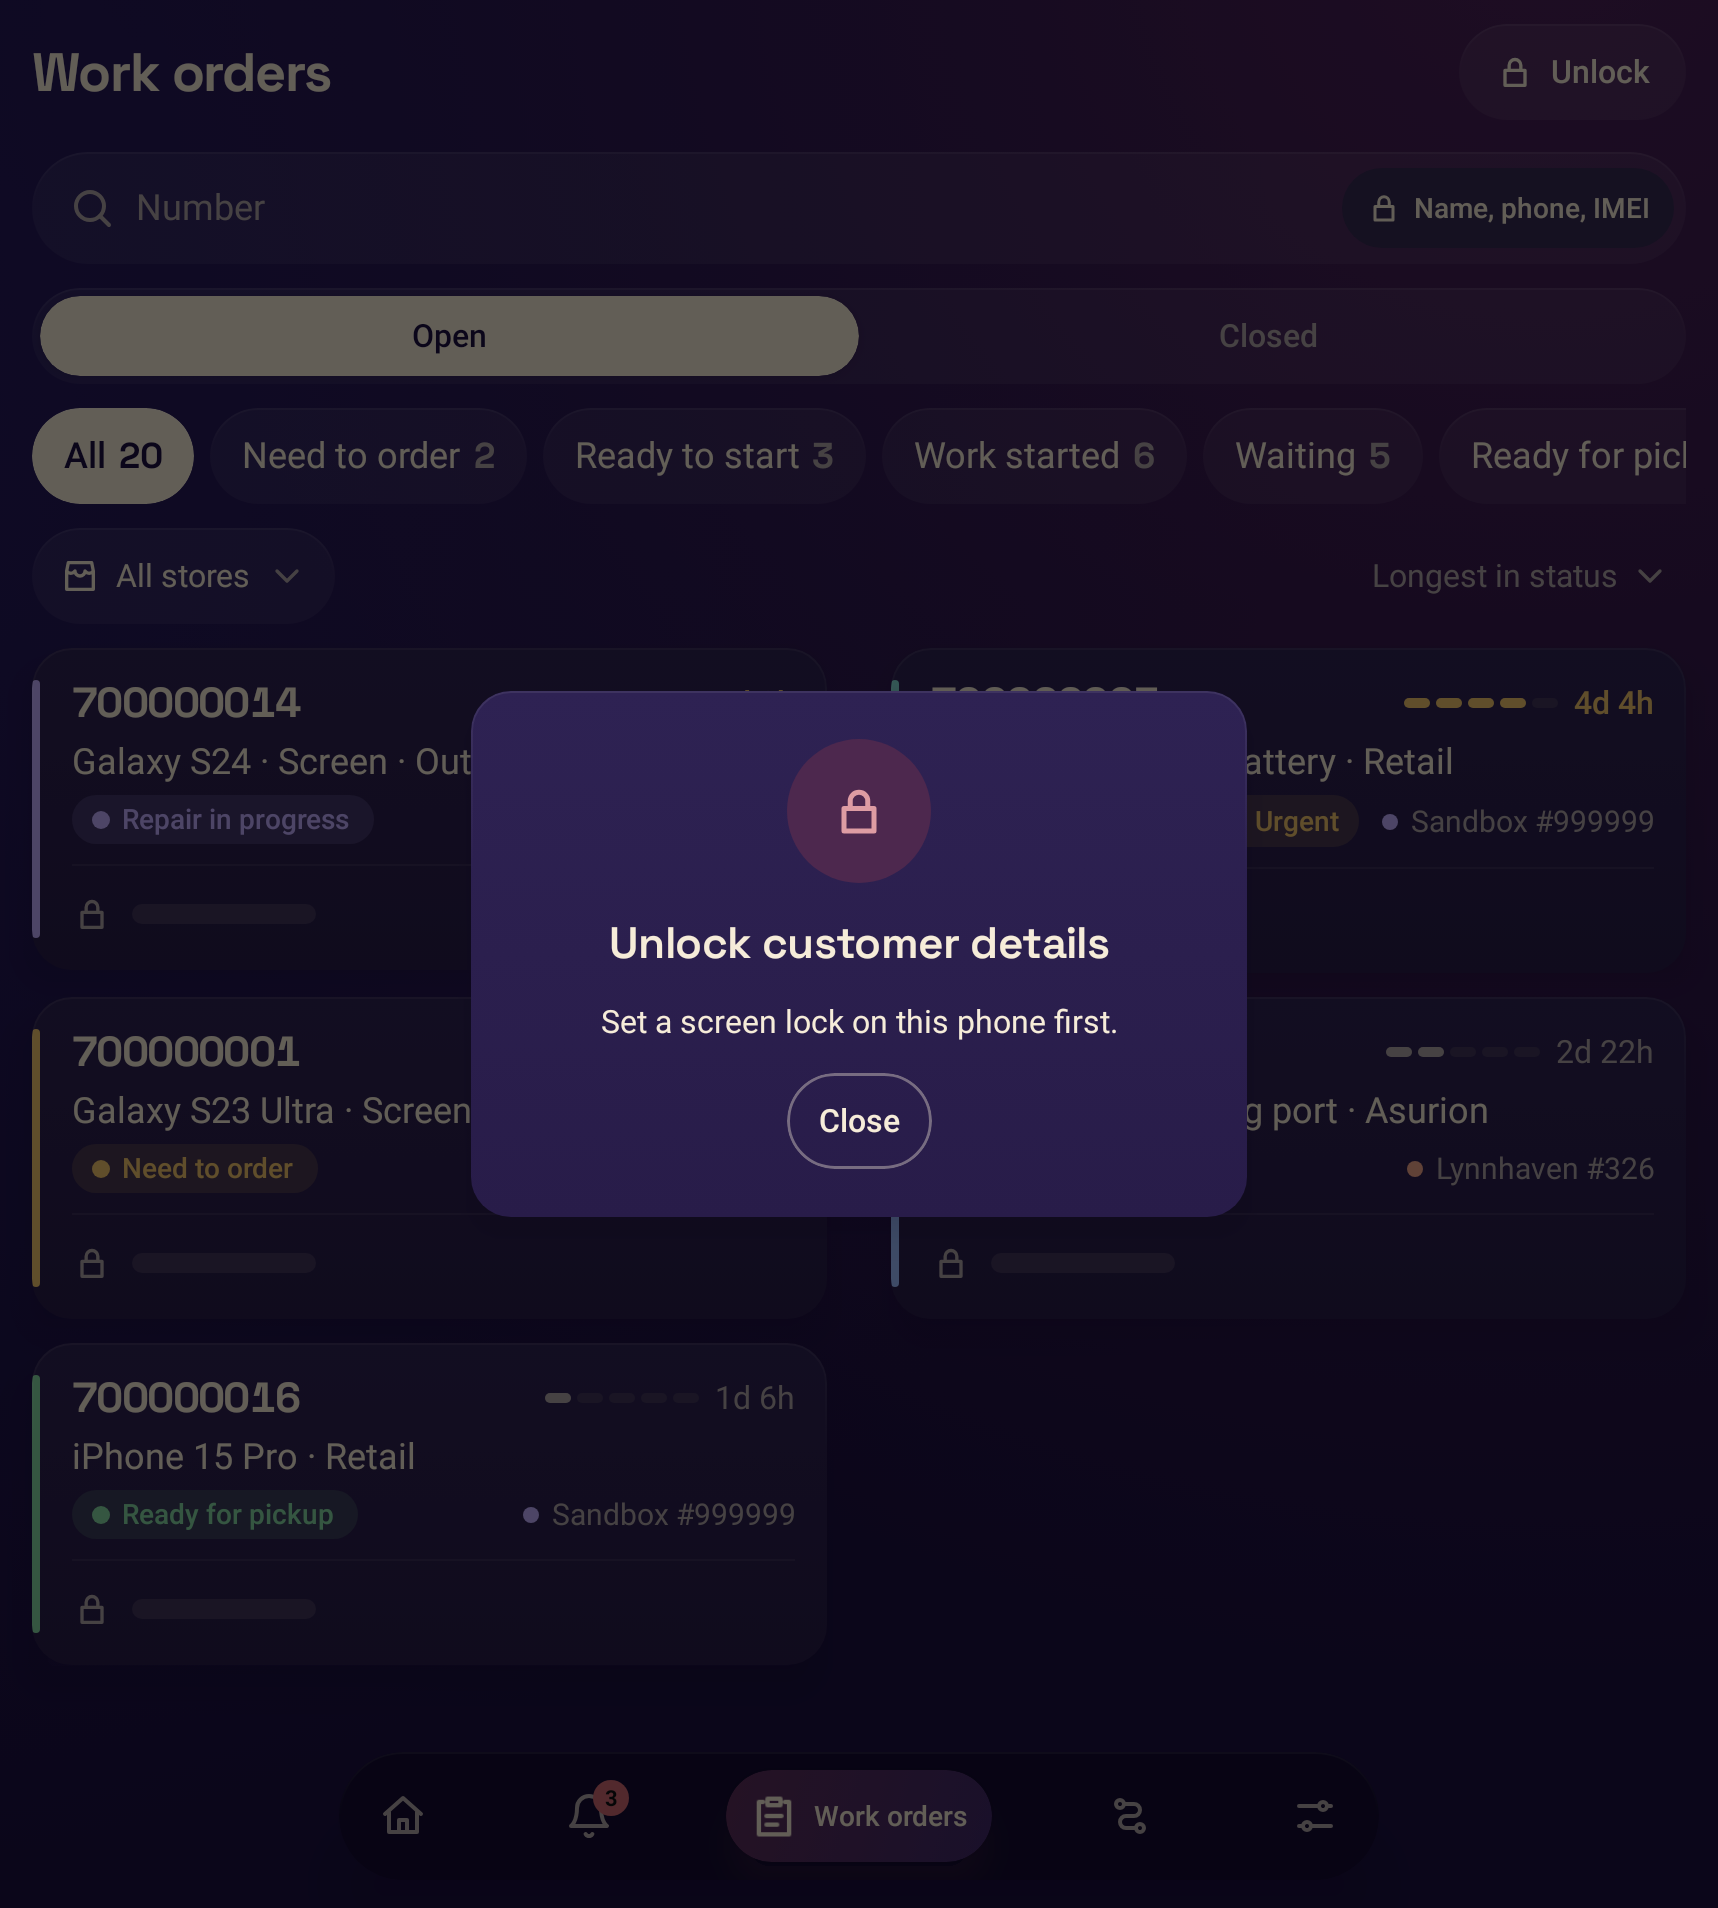 Work orders
Unlock
Number
Name, phone, IMEI
Open
Closed
All 20
Need to order 2
Ready to start 3
Work started 6
Waiting 5
Ready for
All stores
Longest in status
700000014
Galaxy S24 · Screen ·
Repair in progress
4d 4h
· Retail
Urgent
Sandbox #999999
Unlock customer details
Set a screen lock on this phone first.
Close
700000001
Galaxy S23 Ultra · Screen
Need to order
2d 22h
port · Asurion
Lynnhaven #326
700000016
1d 6h
iPhone 15 Pro · Retail
Ready for pickup
Sandbox #999999
3
Work orders